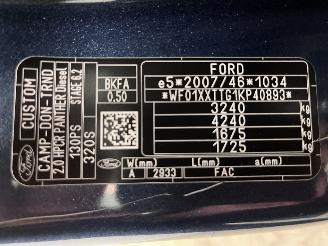 FORD
e5*2007/46*1034
*WF01XXTTG1KP40893*
3240 kg
4240 kg
1675 kg
1725 kg
BKFA
0.50
CUSTOM
CAMP-DON-TRND
2.0 HPCR PANTHER Diesel
130PS STAGE 6.2
320S
Ford
Ford
W(mm) L(mm) a(mm)
A 2933 FAC